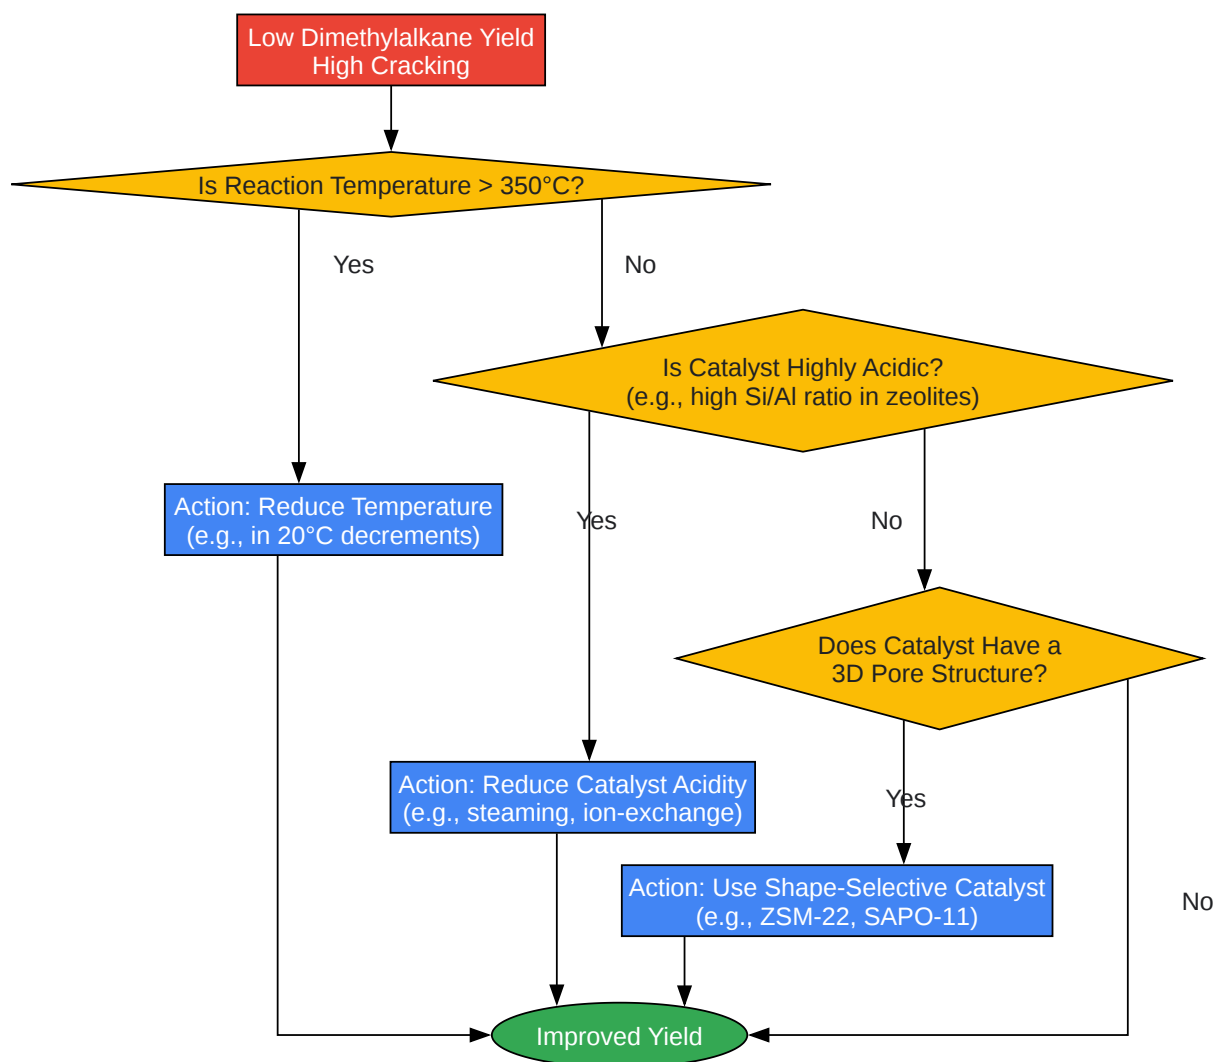 Low Dimethylalkane Yield
High Cracking
Is Reaction Temperature > 350°C?
Yes
No
Is Catalyst Highly Acidic?
(e.g., high Si/Al ratio in zeolites)
Action: Reduce Temperature
(e.g., in 20°C decrements)
Yes
No
Does Catalyst Have a
3D Pore Structure?
Action: Reduce Catalyst Acidity
(e.g., steaming, ion-exchange)
Yes
Action: Use Shape-Selective Catalyst
(e.g., ZSM-22, SAPO-11)
No
Improved Yield